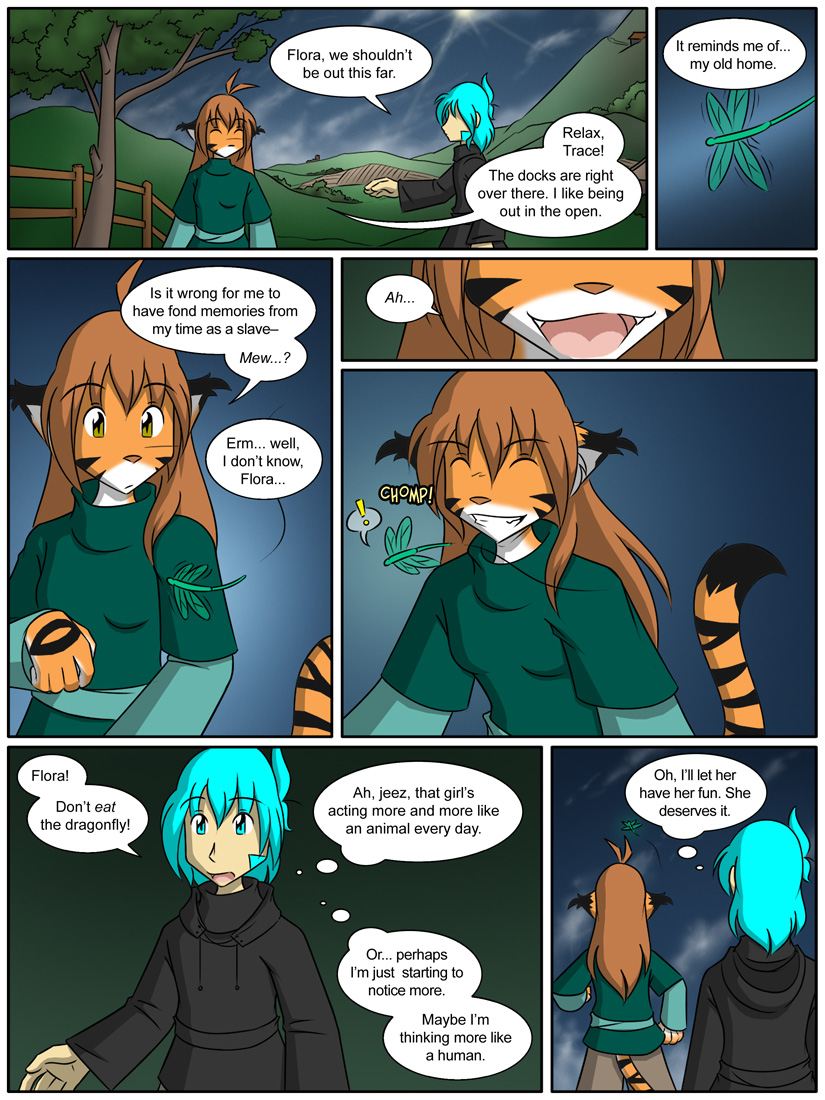 Flora, we shouldn't
be out this far.
Relax,
Trace!
The docks are right
over there. I like being
out in the open.
It reminds me of...
my old home.
Is it wrong for me to
have fond memories from
my time as a slave–
Mew...?
Erm... well,
I don't know,
Flora...
Ah...
CHOMP!
!
Flora!
Don't eat
the dragonfly!
Ah, jeez, that girl's
acting more and more like
an animal every day.
Or... perhaps
I'm just starting to
notice more.
Maybe I'm
thinking more like
a human.
Oh, I'll let her
have her fun. She
deserves it.